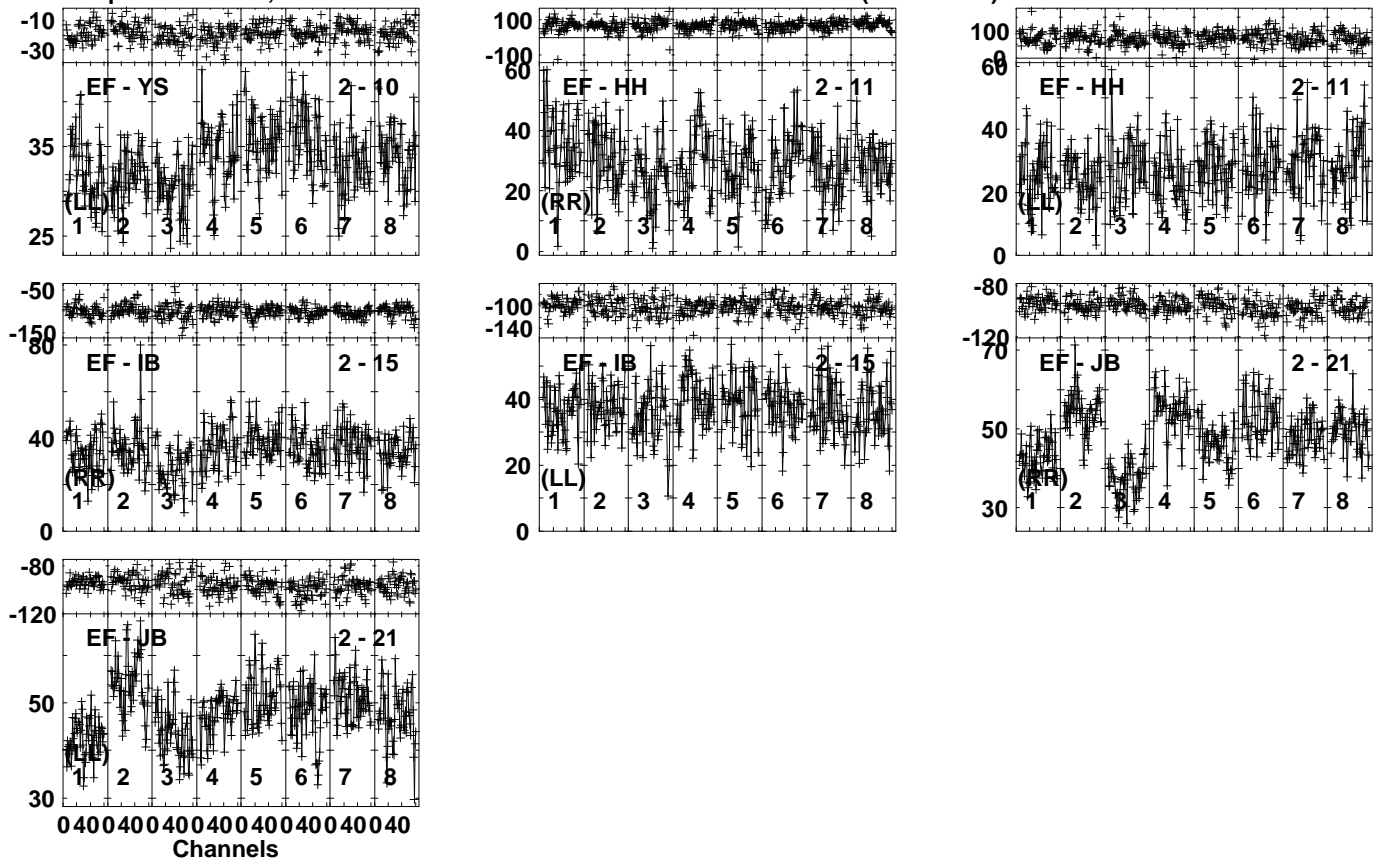 -10
-30
EF - YS 2 - 10
35
(LL)
1 2 3 4 5 6 7 8
25
100
-100
60
EF - HH 2 - 11
40
20
(RR)
1 2 3 4 5 6 7 8
0
100
0
60
EF - HH 2 - 11
40
20
(LL)
1 2 3 4 5 6 7 8
0
-50
-150
80
EF - IB 2 - 15
40
(RR)
1 2 3 4 5 6 7 8
0
-100
-140
EF - IB 2 - 15
40
20
(LL)
1 2 3 4 5 6 7 8
0
-80
-120
70
EF - JB 2 - 21
50
(RR)
1 2 3 4 5 6 7 8
30
-80
-120
EF - JB 2 - 21
50
(LL)
1 2 3 4 5 6 7 8
30
0 40 0 40 0 40 0 40 0 40 0 40 0 40 0 40
Channels